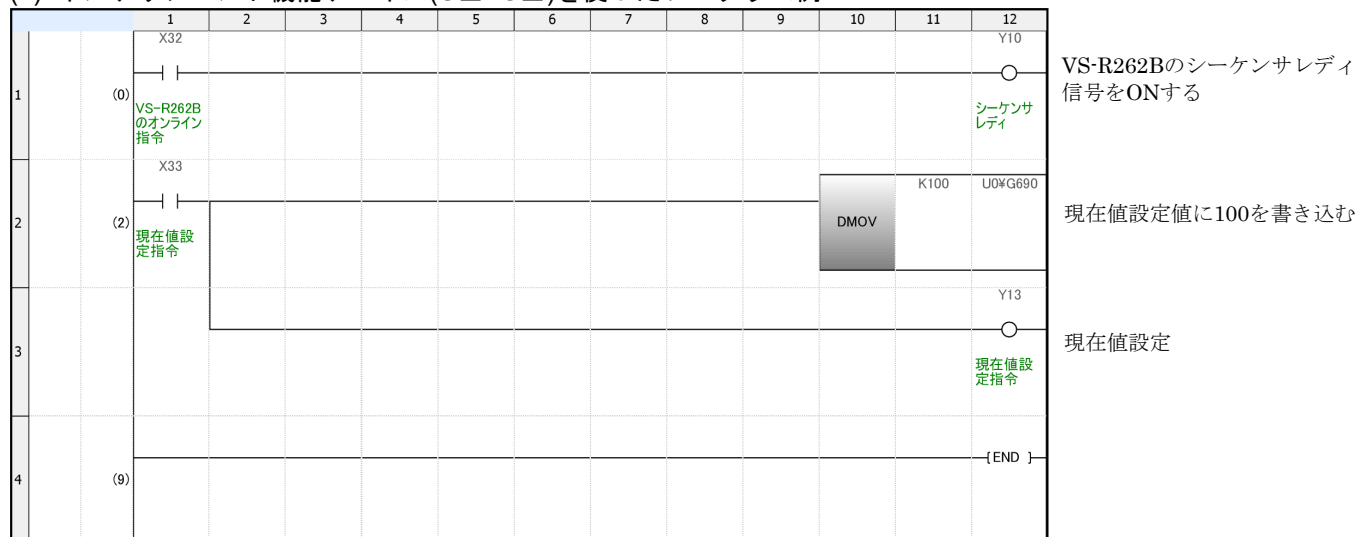 1 2 3 4 5 6 7 8 9 10 11 12
X32 Y10
1 (0)
VS-R262B
のオンライン
指令
シーケンサ
レディ
VS-R262Bのシーケンサレディ
信号をONする
X33
2 (2)
現在値設
定指令
DMOV K100 U0¥G690
現在値設定値に100を書き込む
Y13
3
現在値設
定指令
現在値設定
4 (9)
[END ]